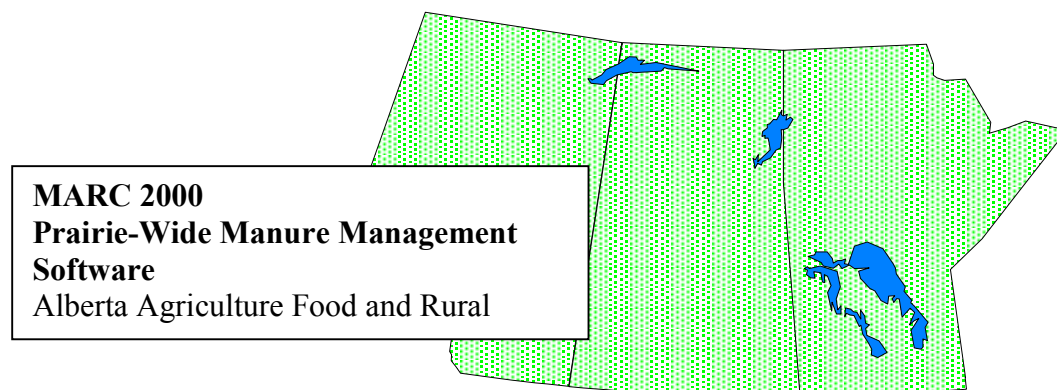 MARC 2000
Prairie-Wide Manure Management
Software
Alberta Agriculture Food and Rural